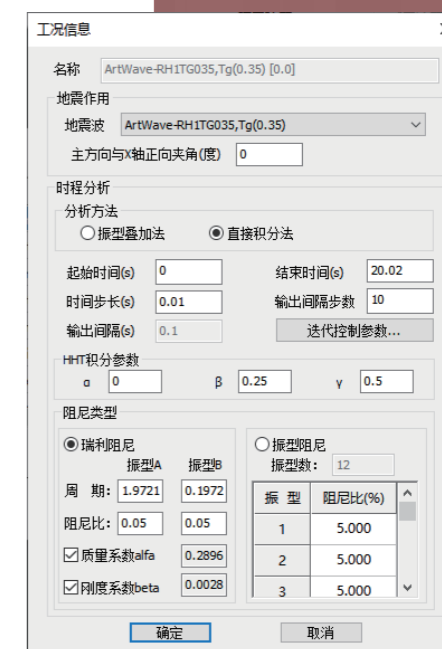 工况信息
名称 ArtWave-RH1TG035,Tg(0.35) [0.0]
地震作用
地震波 ArtWave-RH1TG035,Tg(0.35)
主方向与X轴正向夹角(度) 0
时程分析
分析方法
振型叠加法 直接积分法
起始时间(s) 0 结束时间(s) 20.02
时间步长(s) 0.01 输出间隔步数 10
输出间隔(s) 0.1 迭代控制参数...
HHT积分参数
α 0 β 0.25 γ 0.5
阻尼类型
瑞利阻尼 振型阻尼
振型A 振型B 振型数: 12
周 期: 1.9721 0.1972 振 型 阻尼比(%)
阻尼比: 0.05 0.05 1 5.000
质量系数alfa 0.2896 2 5.000
刚度系数beta 0.0028 3 5.000
确定 取消